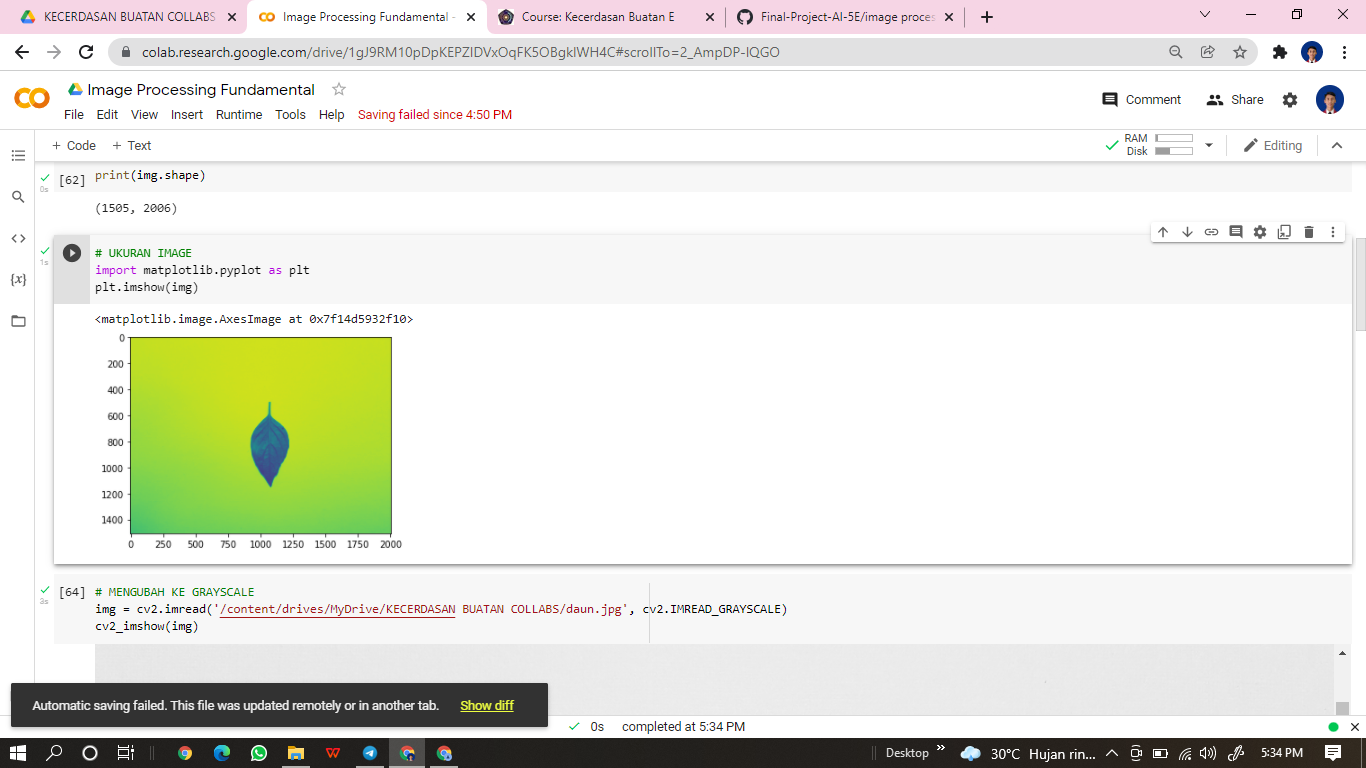 KECERDASAN BUATAN COLLABS
Image Processing Fundamental -
Course: Kecerdasan Buatan E
Final-Project-AI-5E/image proces
colab.research.google.com/drive/1gJ9RM10pDpKEPZIDVxOqFK5OBgklWH4C#scrollTo=2_AmpDP-IQGO
Image Processing Fundamental
Comment
Share
File Edit View Insert Runtime Tools Help Saving failed since 4:50 PM
+ Code + Text
RAM
Disk
Editing
[62] print(img.shape)
0s
(1505, 2006)
1s
# UKURAN IMAGE
import matplotlib.pyplot as plt
plt.imshow(img)
<matplotlib.image.AxesImage at 0x7f14d5932f10>
0
200
400
600
800
1000
1200
1400
0 250 500 750 1000 1250 1500 1750 2000
[64] # MENGUBAH KE GRAYSCALE
3s
img = cv2.imread('/content/drives/MyDrive/KECERDASAN BUATAN COLLABS/daun.jpg', cv2.IMREAD_GRAYSCALE)
cv2_imshow(img)
Automatic saving failed. This file was updated remotely or in another tab. Show diff
0s completed at 5:34 PM
Desktop
30°C Hujan rin...
5:34 PM